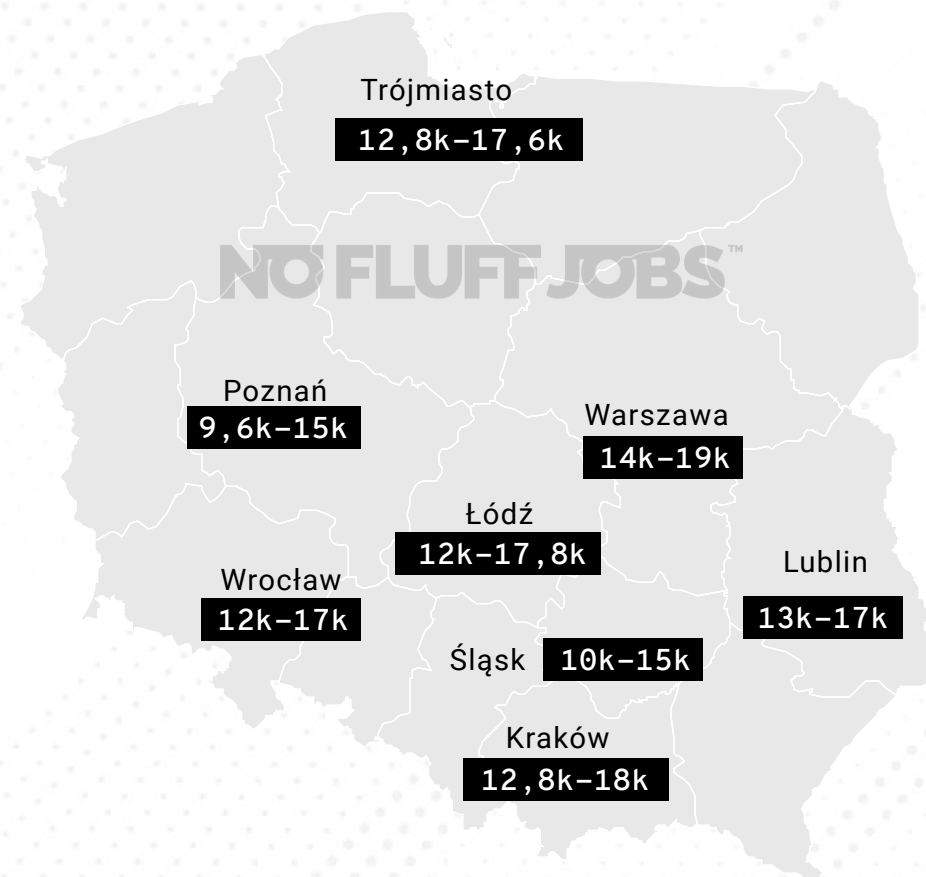 Trójmiasto
12,8k–17,6k
NO FLUFF JOBS™
Poznań
9,6k–15k
Warszawa
14k–19k
Łódź
12k–17,8k
Lublin
13k–17k
Wrocław
12k–17k
Śląsk 10k–15k
Kraków
12,8k–18k